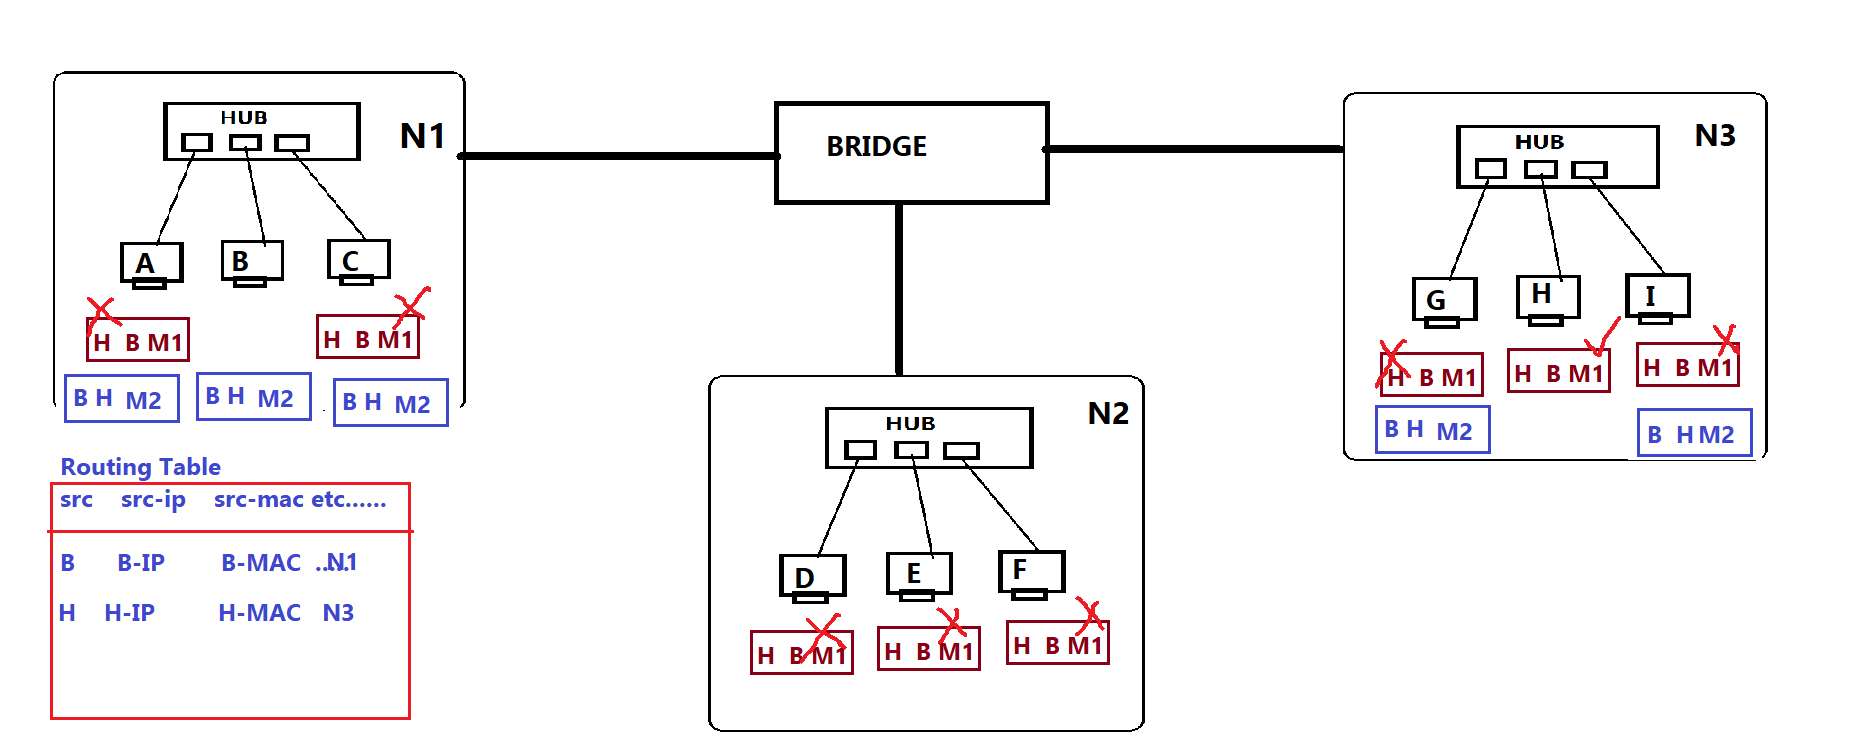 HUB
N1
A
B
C
H B M1
H B M1
B H M2
B H M2
B H M2
BRIDGE
HUB
N3
G
H
I
H B M1
H B M1
H B M1
B H M2
B H M2
HUB
N2
D
E
F
H B M1
H B M1
H B M1
Routing Table
src src-ip src-mac etc......
B B-IP B-MAC ....N1
H H-IP H-MAC N3